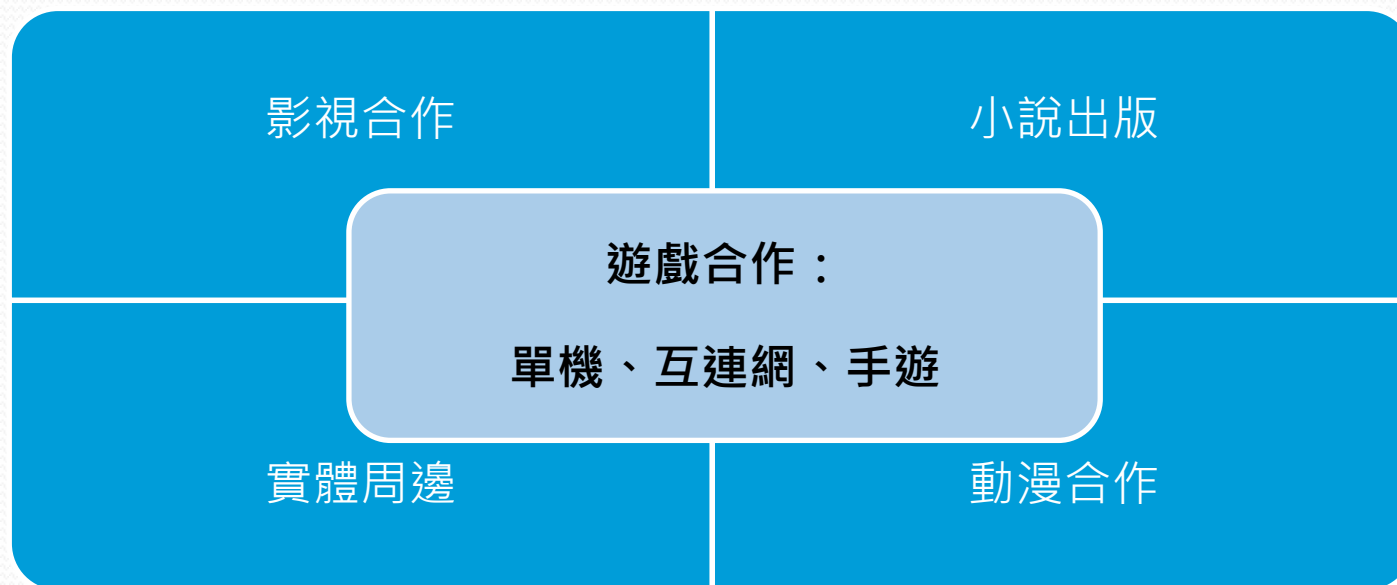 影視合作
小說出版
遊戲合作：
單機、互連網、手遊
實體周邊
動漫合作